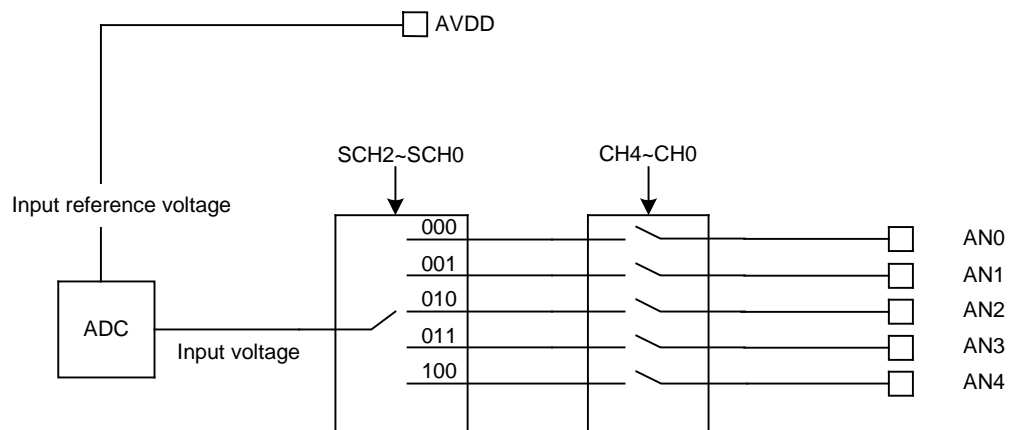 AVDD
SCH2~SCH0
CH4~CH0
Input reference voltage
000
AN0
001
AN1
010
AN2
ADC
011
AN3
Input voltage
100
AN4